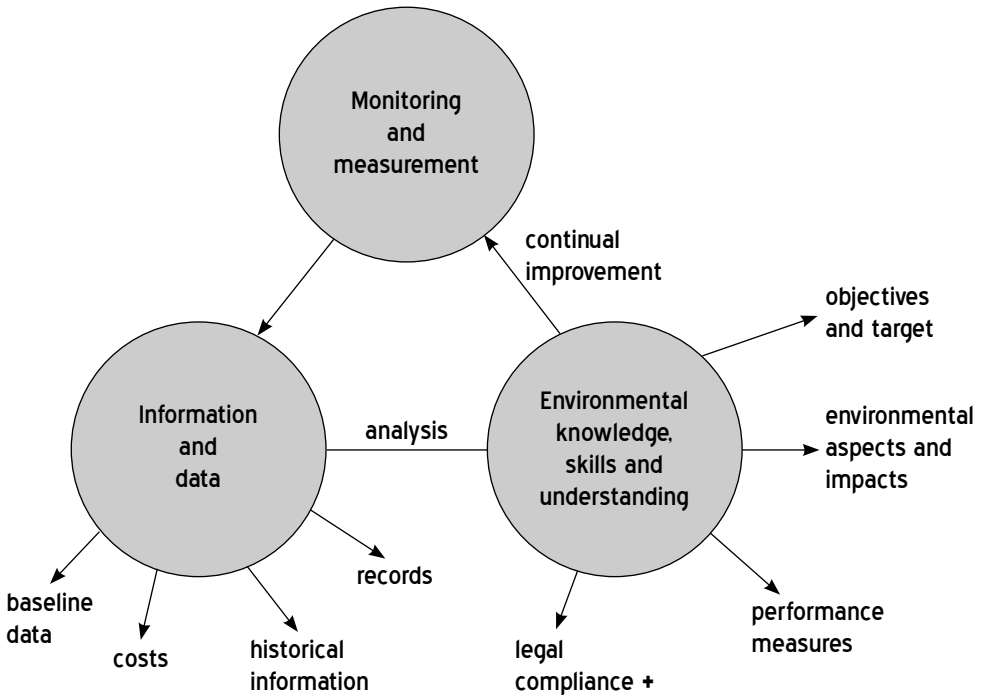 Monitoring
and
measurement
continual
improvement
objectives
and target
Information
and
data
analysis
Environmental
knowledge,
skills and
understanding
environmental
aspects and
impacts
baseline
data
costs
historical
information
records
legal
compliance +
performance
measures